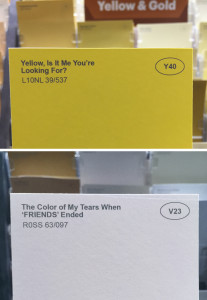 Yellow & Gold
Yellow, Is It Me You're
Looking For?
L10NL 39/537
Y40
The Color of My Tears When
'FRIENDS' Ended
R0SS 63/097
V23